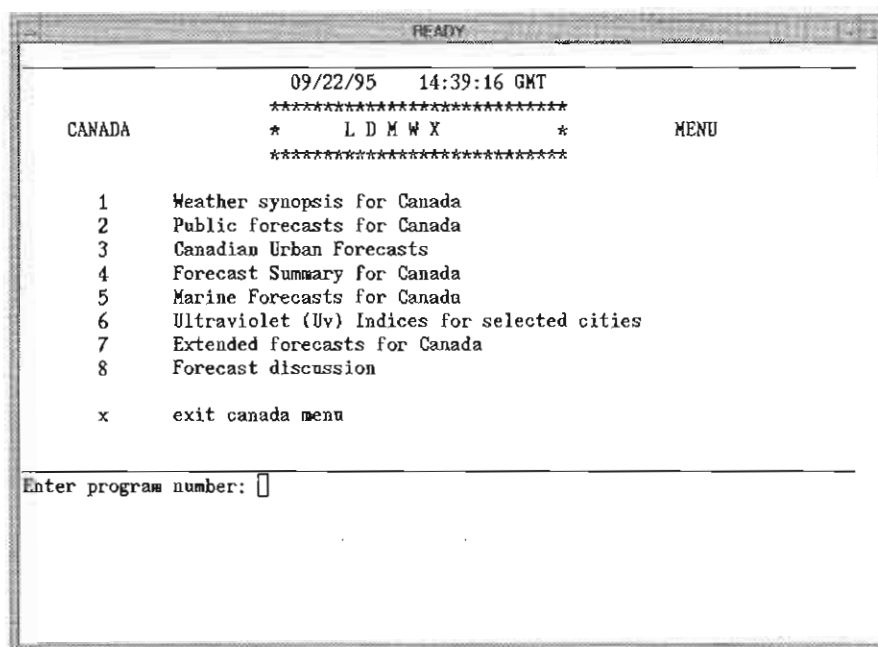 READY
09/22/95 14:39:16 GMT
****************************
CANADA * L D M W X * MENU
****************************
1 Weather synopsis for Canada
2 Public forecasts for Canada
3 Canadian Urban Forecasts
4 Forecast Summary for Canada
5 Marine Forecasts for Canada
6 Ultraviolet (Uv) Indices for selected cities
7 Extended forecasts for Canada
8 Forecast discussion
x exit canada menu
Enter program number: